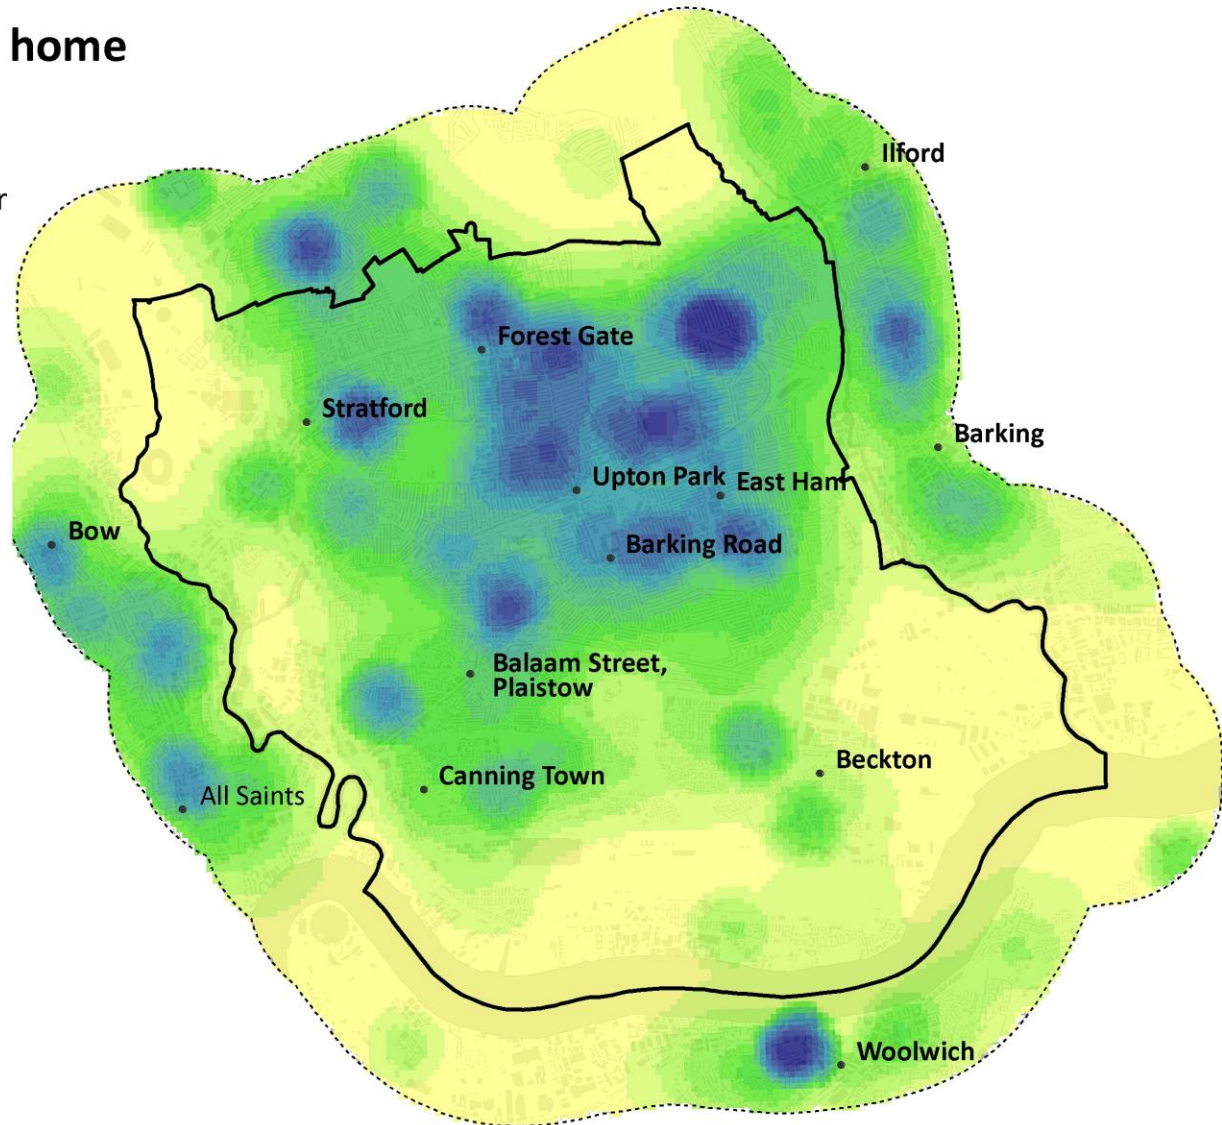 home
r
Ilford
Forest Gate
Stratford
Barking
Upton Park
East Ham
Bow
Barking Road
Balaam Street,
Plaistow
Beckton
Canning Town
All Saints
Woolwich